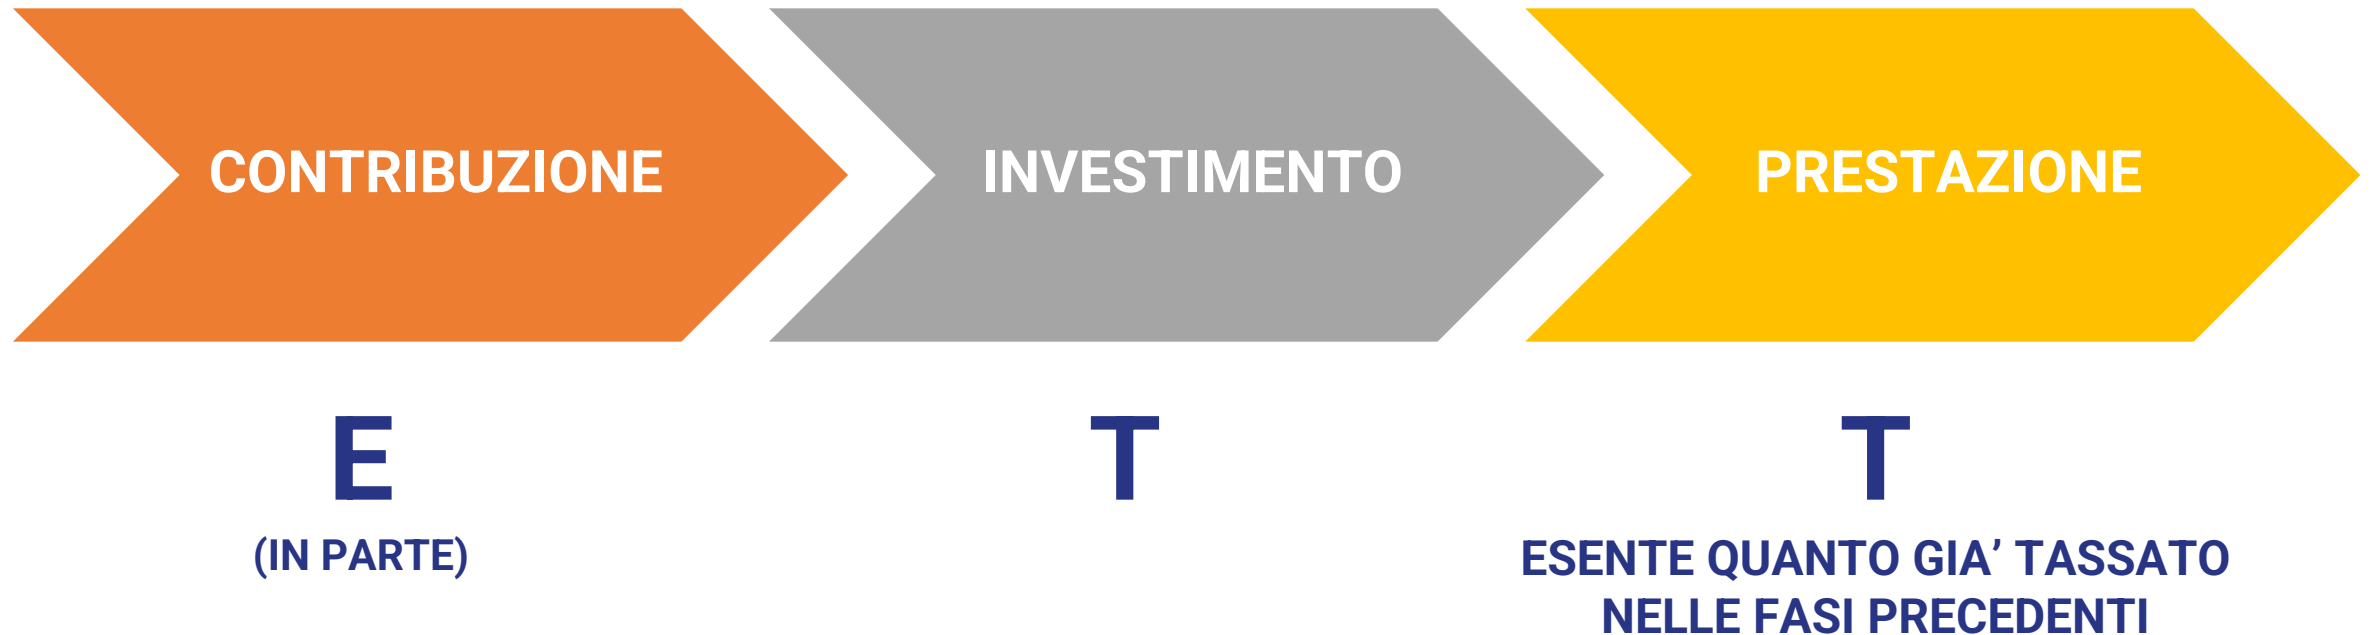 CONTRIBUZIONE
INVESTIMENTO
PRESTAZIONE
E
T
T
(IN PARTE)
ESENTE QUANTO GIA’ TASSATO
NELLE FASI PRECEDENTI